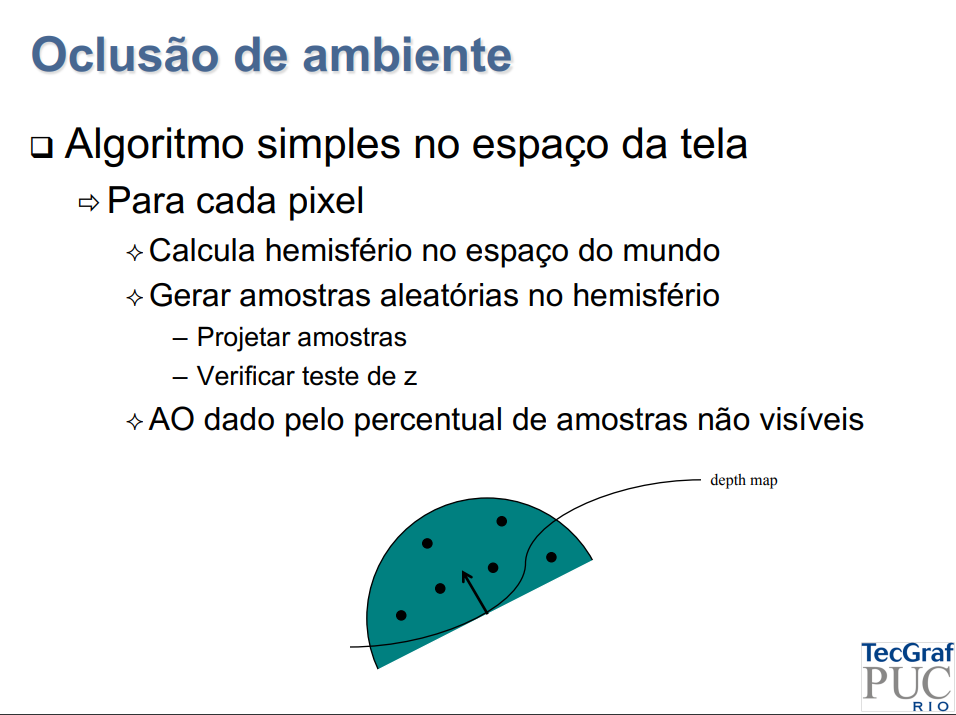 Oclusão de ambiente
Algoritmo simples no espaço da tela
Para cada pixel
Calcula hemisfério no espaço do mundo
Gerar amostras aleatórias no hemisfério
– Projetar amostras
– Verificar teste de z
AO dado pelo percentual de amostras não visíveis
depth map
TecGraf
PUC
RIO